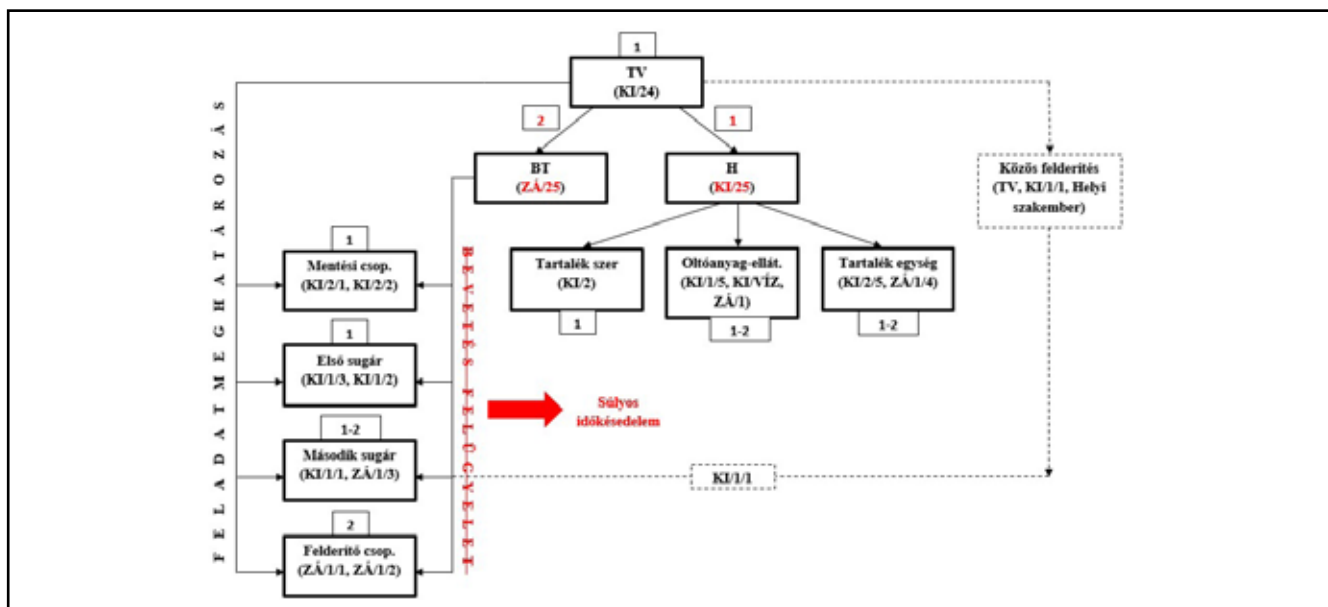 1
TV
(KI/24)
2
1
BT
(ZÁ/25)
H
(KI/25)
Közös felderítés
(TV, KI/1/1, Helyi
szakember)
FELADATMEGHATÁROZÁS
1
Mentési csop.
(KI/2/1, KI/2/2)
1
Első sugár
(KI/1/3, KI/1/2)
1-2
Második sugár
(KI/1/1, ZÁ/1/3)
2
Felderítő csop.
(ZÁ/1/1, ZÁ/1/2)
BEVETÉS FELÜGYELET
Tartalék szer
(KI/2)
1
Oltóanyag-ellát.
(KI/1/5, KI/VÍZ,
ZÁ/1)
1-2
Tartalék egység
(KI/2/5, ZÁ/1/4)
1-2
Súlyos
időkésedelem
KI/1/1